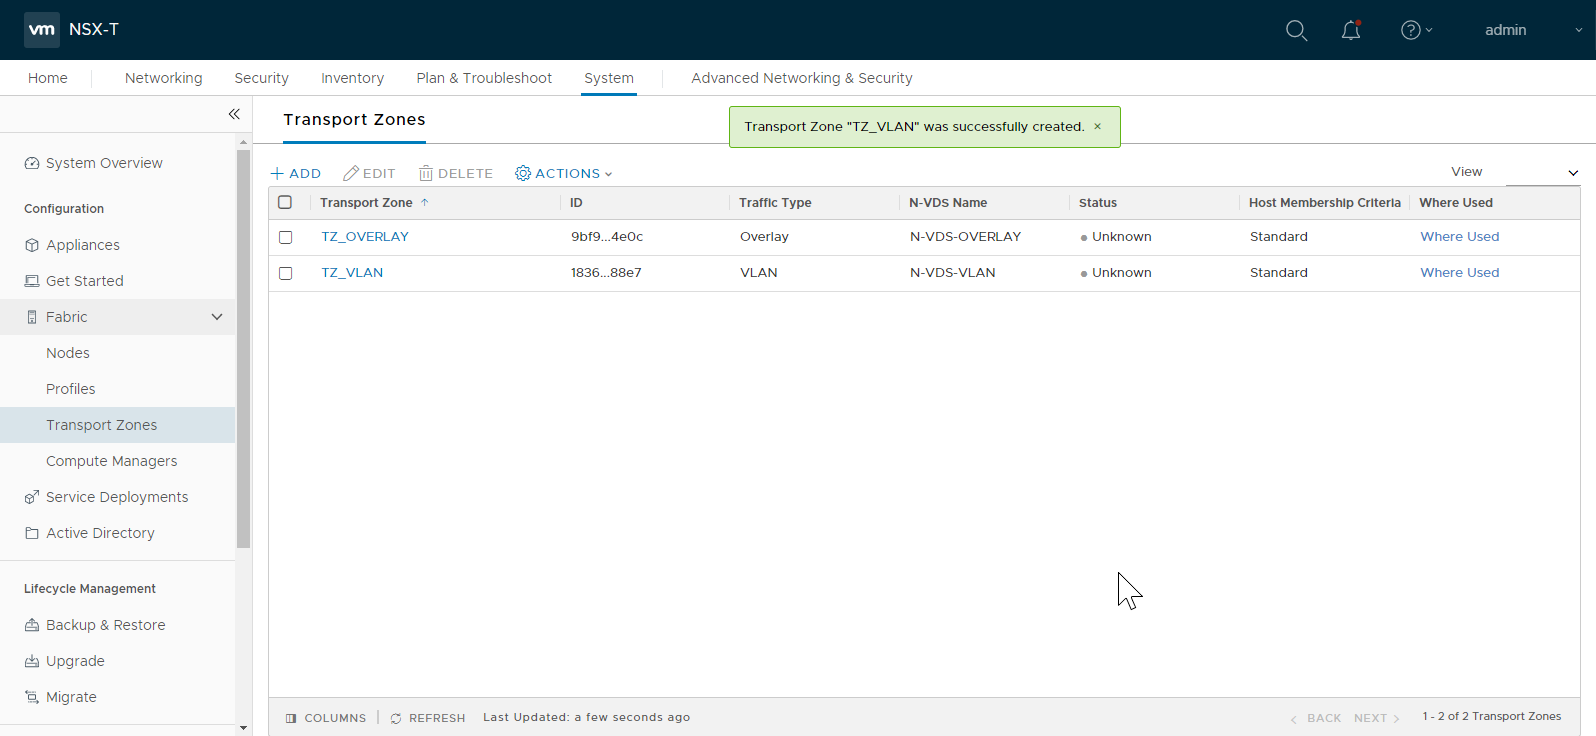 vm NSX-T
admin
Home Networking Security Inventory Plan & Troubleshoot System Advanced Networking & Security
Transport Zones
Transport Zone "TZ_VLAN" was successfully created. ×
System Overview
Configuration
Appliances
Get Started
Fabric
Nodes
Profiles
Transport Zones
Compute Managers
Service Deployments
Active Directory
Lifecycle Management
Backup & Restore
Upgrade
Migrate
+ ADD EDIT DELETE ACTIONS
View
Transport Zone ↑ ID Traffic Type N-VDS Name Status Host Membership Criteria Where Used
TZ_OVERLAY 9bf9...4e0c Overlay N-VDS-OVERLAY Unknown Standard Where Used
TZ_VLAN 1836...88e7 VLAN N-VDS-VLAN Unknown Standard Where Used
COLUMNS REFRESH Last Updated: a few seconds ago
BACK NEXT 1 - 2 of 2 Transport Zones